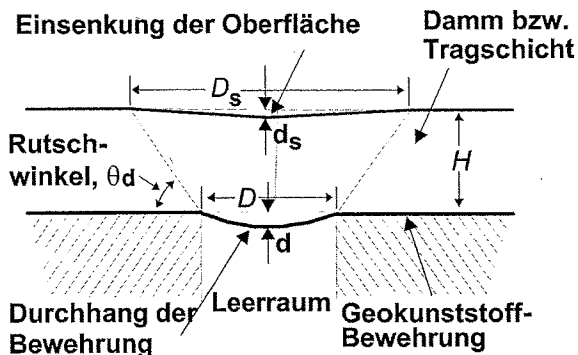 Einsenkung der Oberfläche
Damm bzw.
Tragschicht
Dₛ
dₛ
Rutsch-
winkel, θd
H
D
d
Durchhang der
Bewehrung
Leerraum
Geokunststoff-
Bewehrung